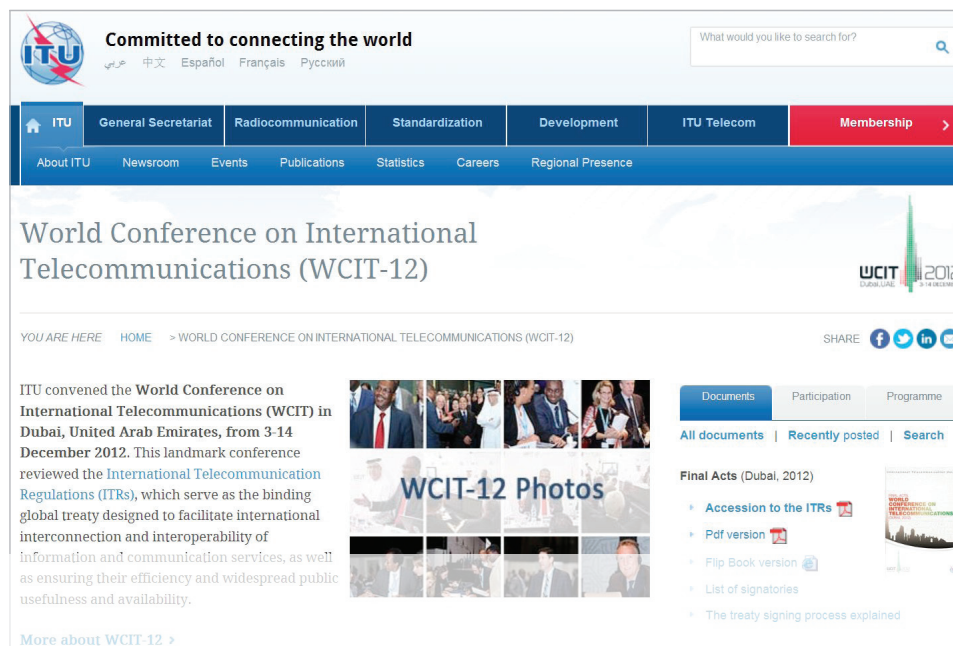 ITU
Committed to connecting the world
عربي 中文 Español Français Русский
What would you like to search for?
ITU General Secretariat Radiocommunication Standardization Development ITU Telecom Membership
About ITU Newsroom Events Publications Statistics Careers Regional Presence
World Conference on International
Telecommunications (WCIT-12)
WCIT 2012
Dubai, UAE 3-14 DECEMBER
YOU ARE HERE HOME > WORLD CONFERENCE ON INTERNATIONAL TELECOMMUNICATIONS (WCIT-12)
SHARE
ITU convened the World Conference on
International Telecommunications (WCIT) in
Dubai, United Arab Emirates, from 3-14
December 2012. This landmark conference
reviewed the International Telecommunication
Regulations (ITRs), which serve as the binding
global treaty designed to facilitate international
interconnection and interoperability of
information and communication services, as well
as ensuring their efficiency and widespread public
usefulness and availability.
More about WCIT-12 >
WCIT-12 Photos
Documents Participation Programme
All documents | Recently posted | Search
Final Acts (Dubai, 2012)
Accession to the ITRs
Pdf version
Flip Book version
List of signatories
The treaty signing process explained
FINAL ACTS
WORLD
CONFERENCE ON
INTERNATIONAL
TELECOMMUNICATIONS